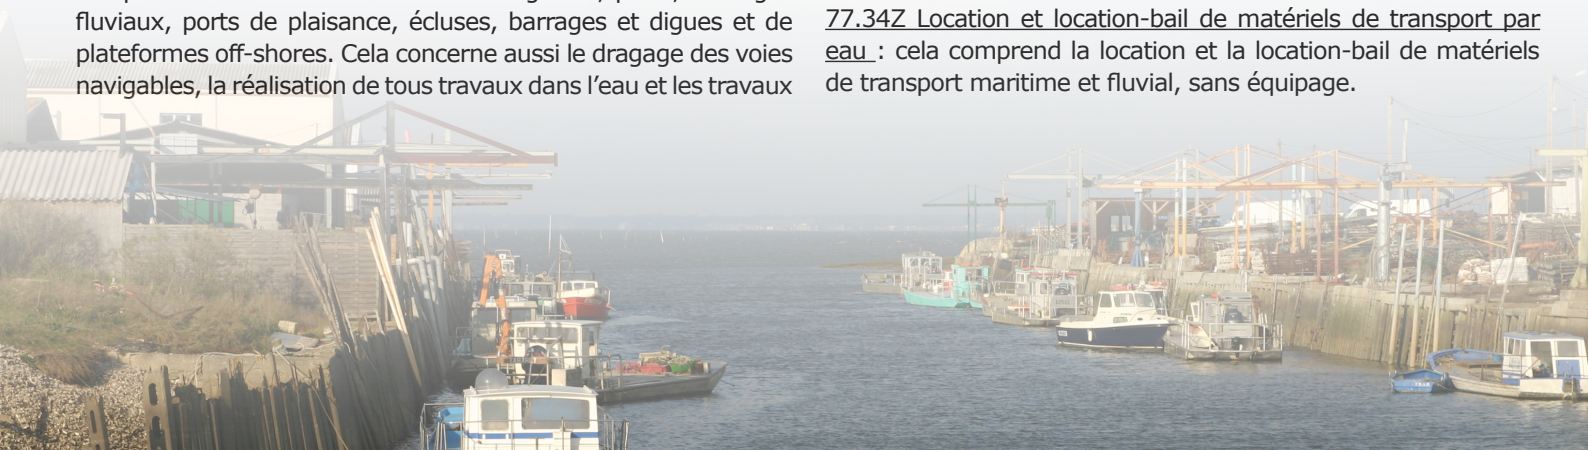 fluviaux, ports de plaisance, écluses, barrages et digues et de
plateformes off-shores. Cela concerne aussi le dragage des voies
navigables, la réalisation de tous travaux dans l’eau et les travaux
77.34Z Location et location-bail de matériels de transport par
eau : cela comprend la location et la location-bail de matériels
de transport maritime et fluvial, sans équipage.